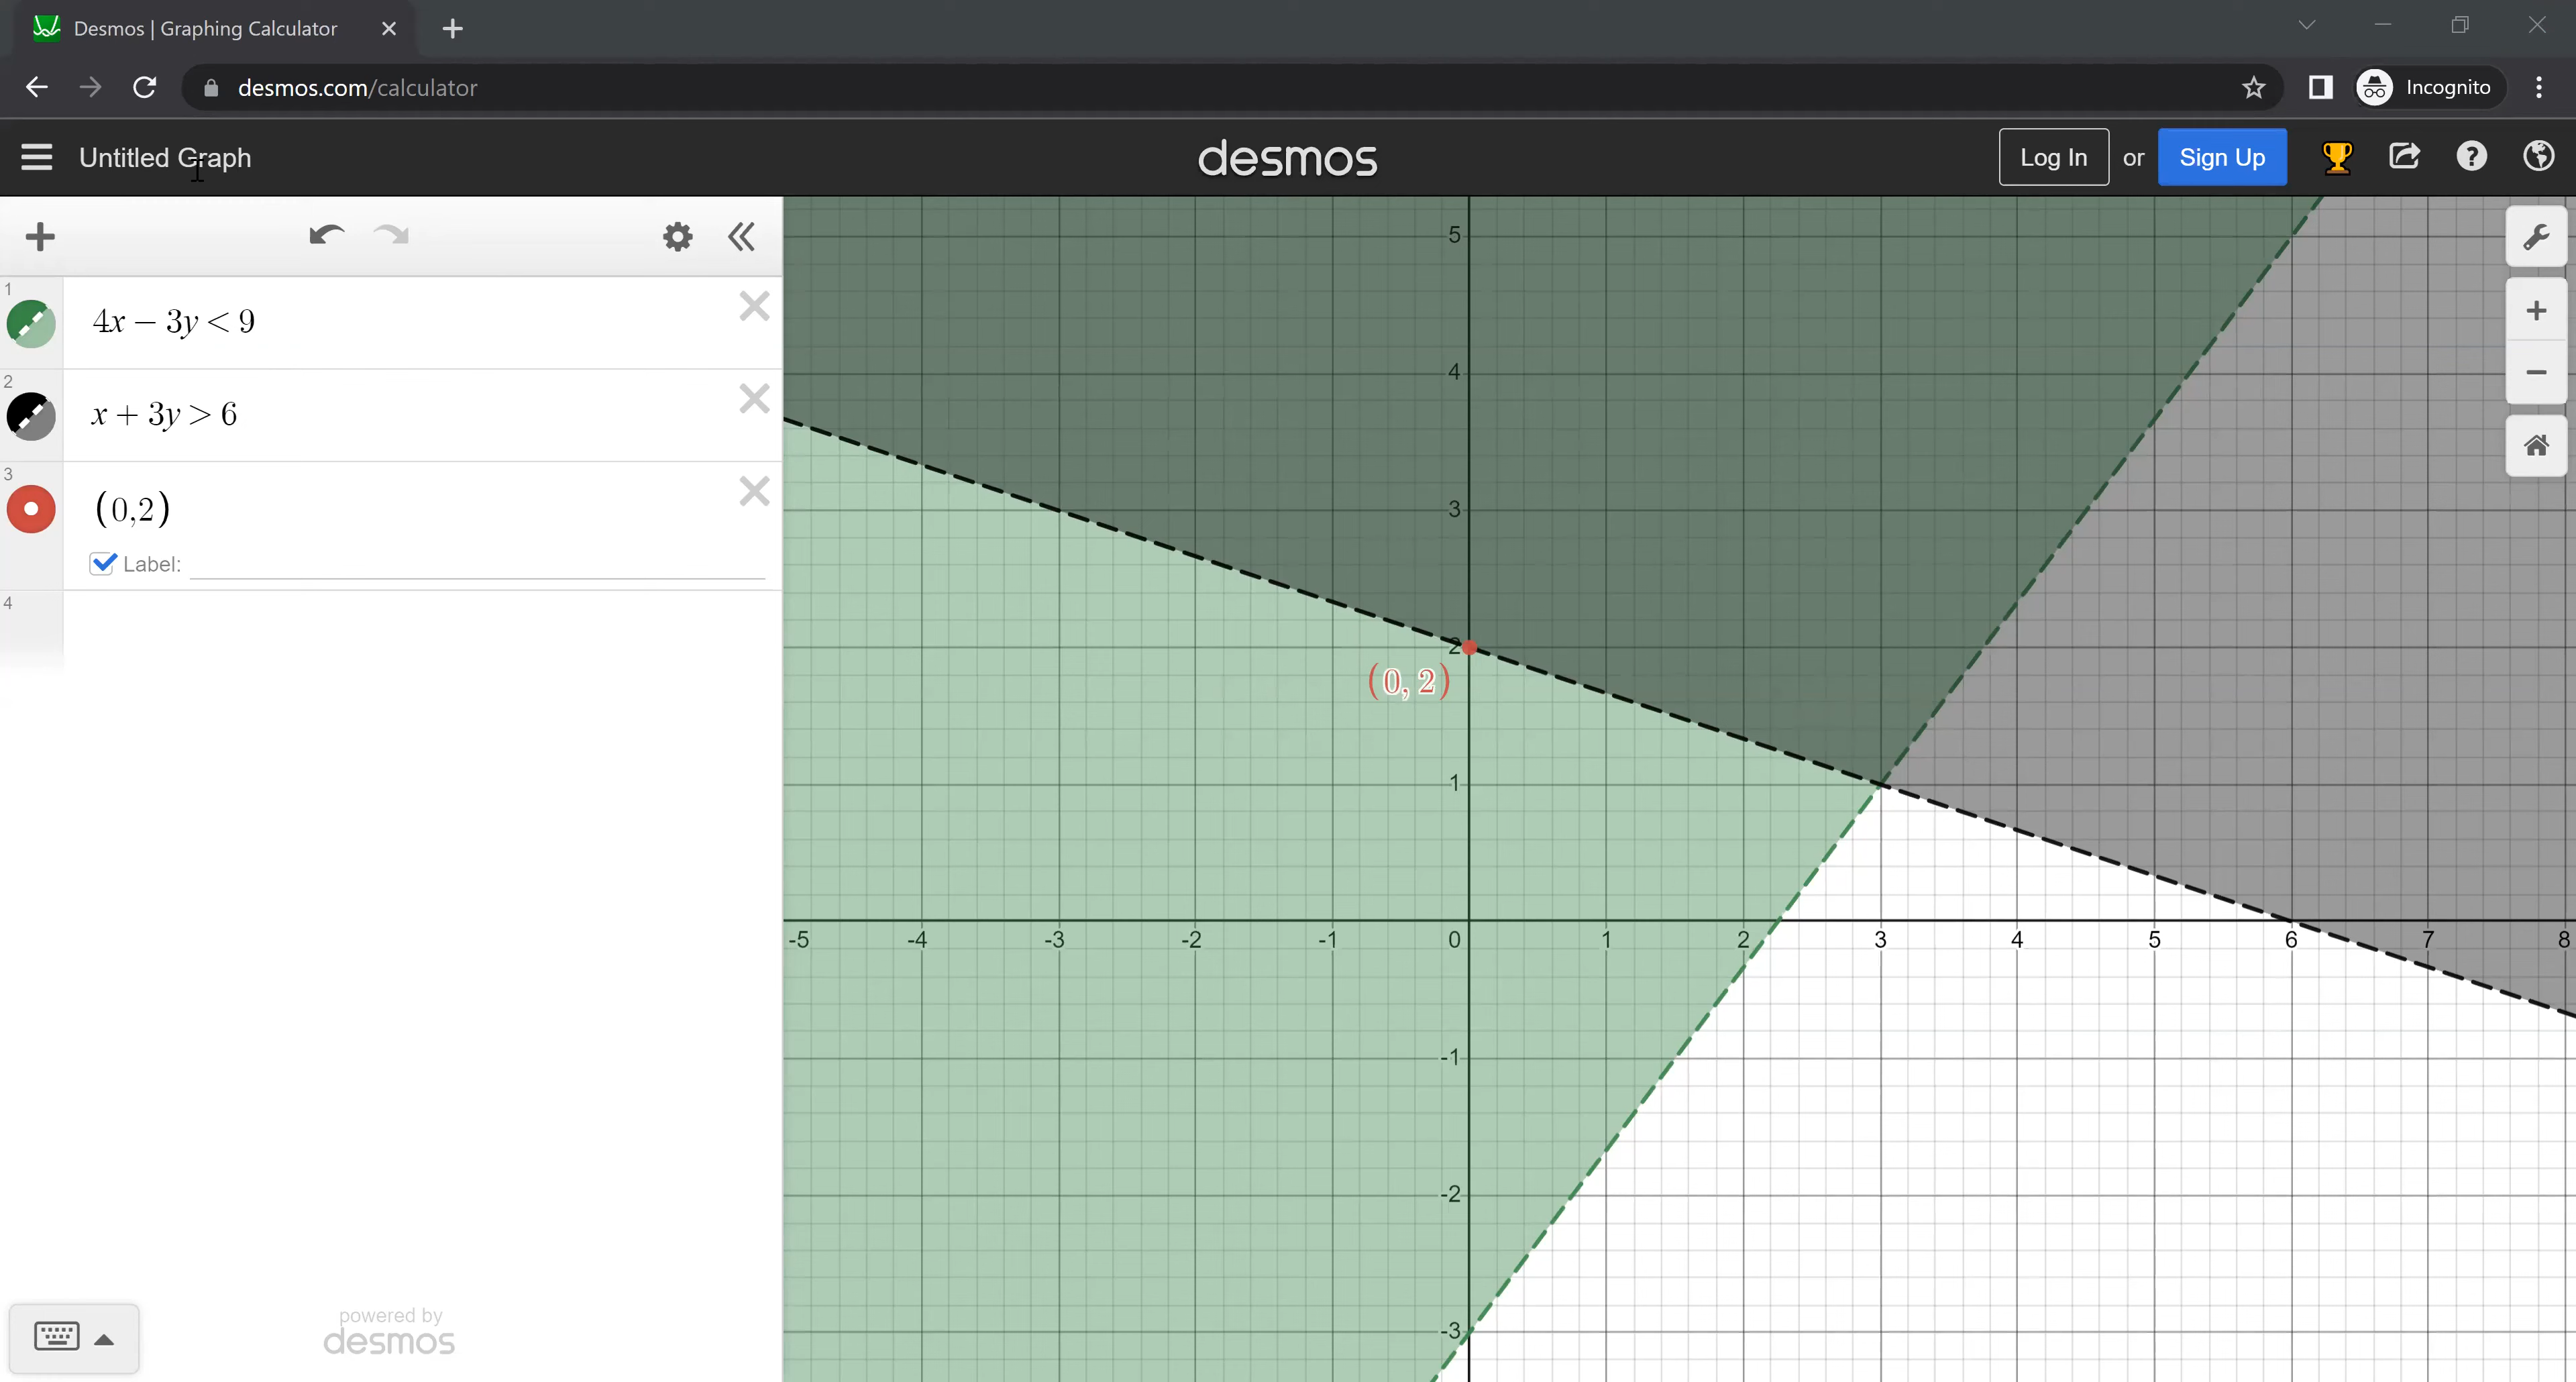 Desmos | Graphing Calculator
desmos.com/calculator
Incognito
Untitled Graph
desmos
Log In or Sign Up
1
4x − 3y < 9
2
x + 3y > 6
3
(0,2)
Label:
4
5
4
3
2
(0, 2)
1
-5 -4 -3 -2 -1 0 1 2 3 4 5 6 7 8
-1
-2
-3
powered by
desmos